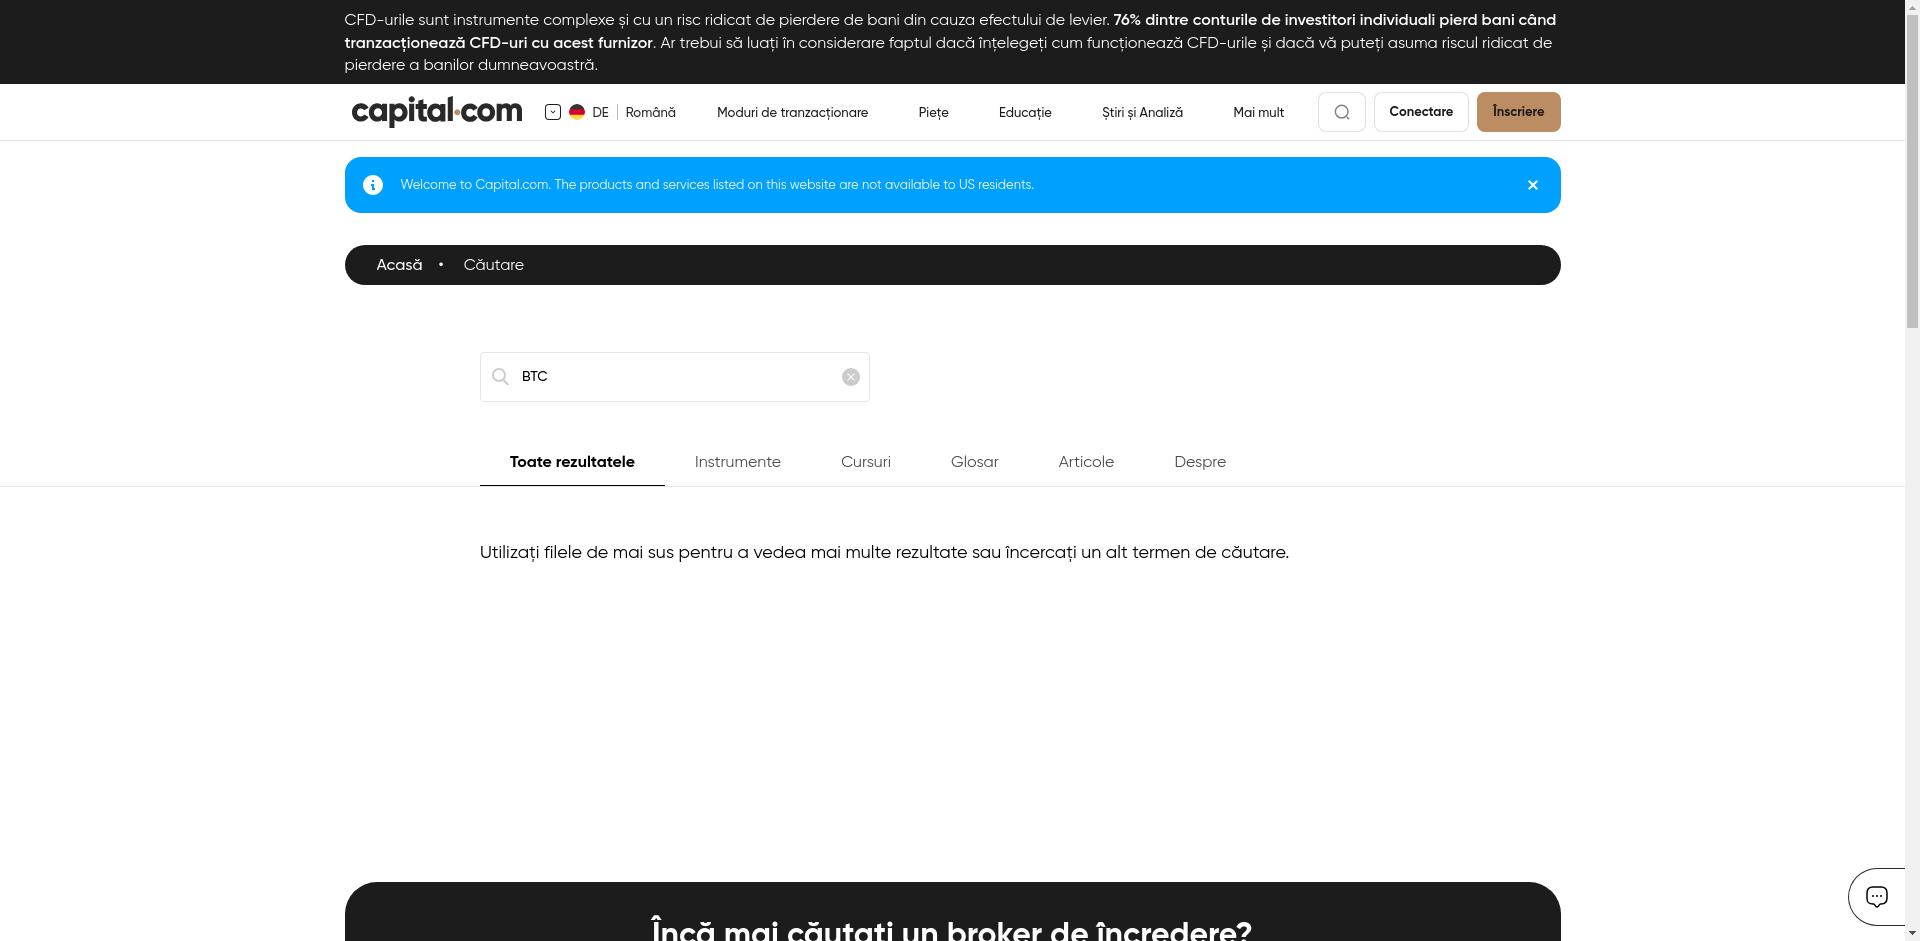 CFD-urile sunt instrumente complexe și cu un risc ridicat de pierdere de bani din cauza efectului de levier. 76% dintre conturile de investitori individuali pierd bani când
tranzacționează CFD-uri cu acest furnizor. Ar trebui să luați în considerare faptul dacă înțelegeți cum funcționează CFD-urile și dacă vă puteți asuma riscul ridicat de
pierdere a banilor dumneavoastră.
capital.com DE Română Moduri de tranzacționare Piețe Educație Știri și Analiză Mai mult Conectare Înscriere
Welcome to Capital.com. The products and services listed on this website are not available to US residents.
Acasă • Căutare
BTC
Toate rezultatele Instrumente Cursuri Glosar Articole Despre
Utilizați filele de mai sus pentru a vedea mai multe rezultate sau încercați un alt termen de căutare.
Încă mai căutați un broker de încredere?